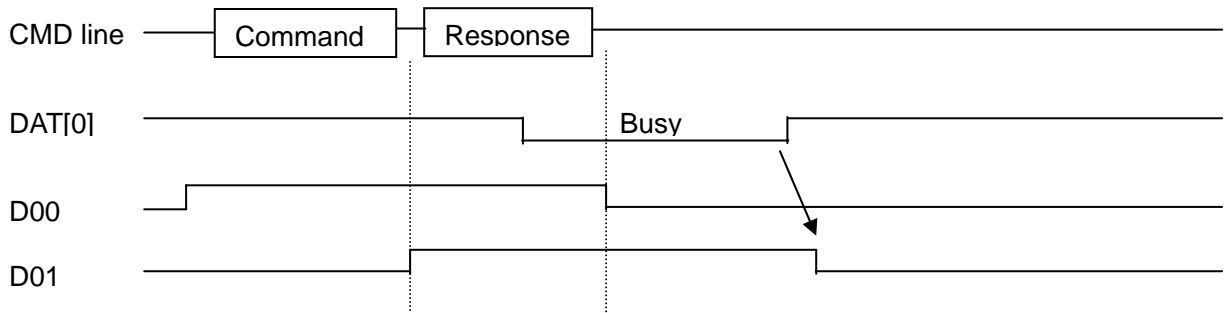 CMD line Command Response
DAT[0] Busy
D00
D01